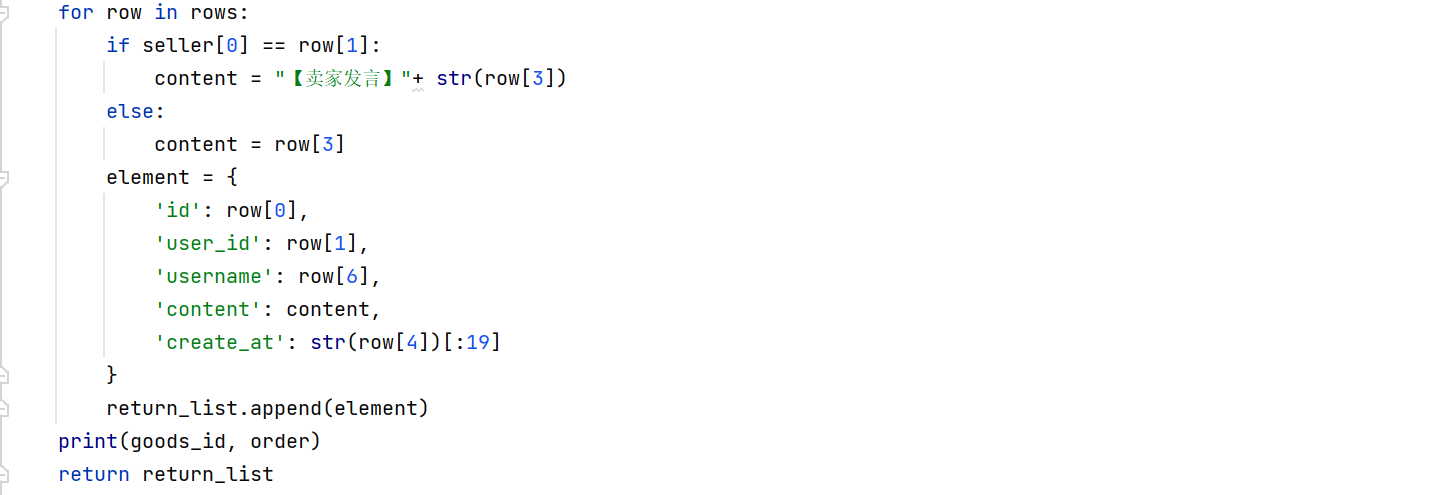 for row in rows:
    if seller[0] == row[1]:
        content = "【卖家发言】"+ str(row[3])
    else:
        content = row[3]
    element = {
        'id': row[0],
        'user_id': row[1],
        'username': row[6],
        'content': content,
        'create_at': str(row[4])[:19]
    }
    return_list.append(element)
print(goods_id, order)
return return_list